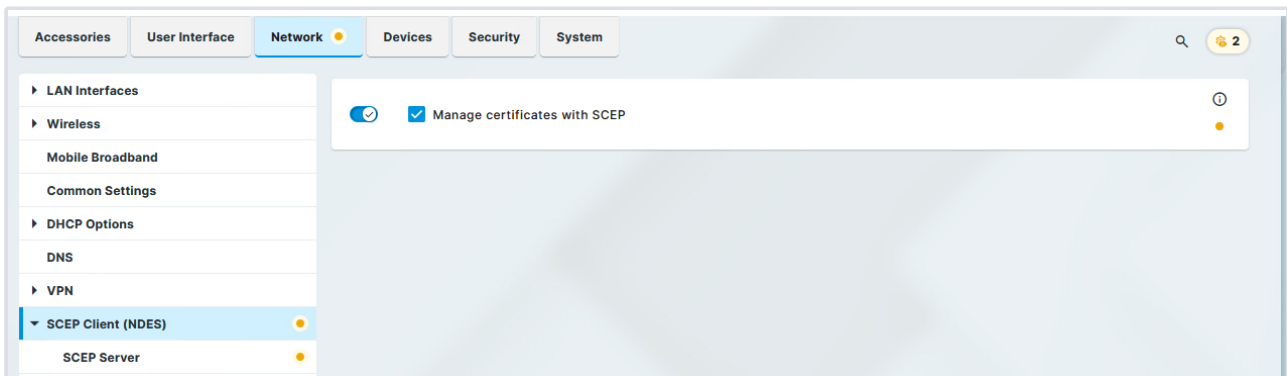 Accessories User Interface Network Devices Security System 2
LAN Interfaces
Wireless
Mobile Broadband
Common Settings
DHCP Options
DNS
VPN
SCEP Client (NDES)
SCEP Server
Manage certificates with SCEP